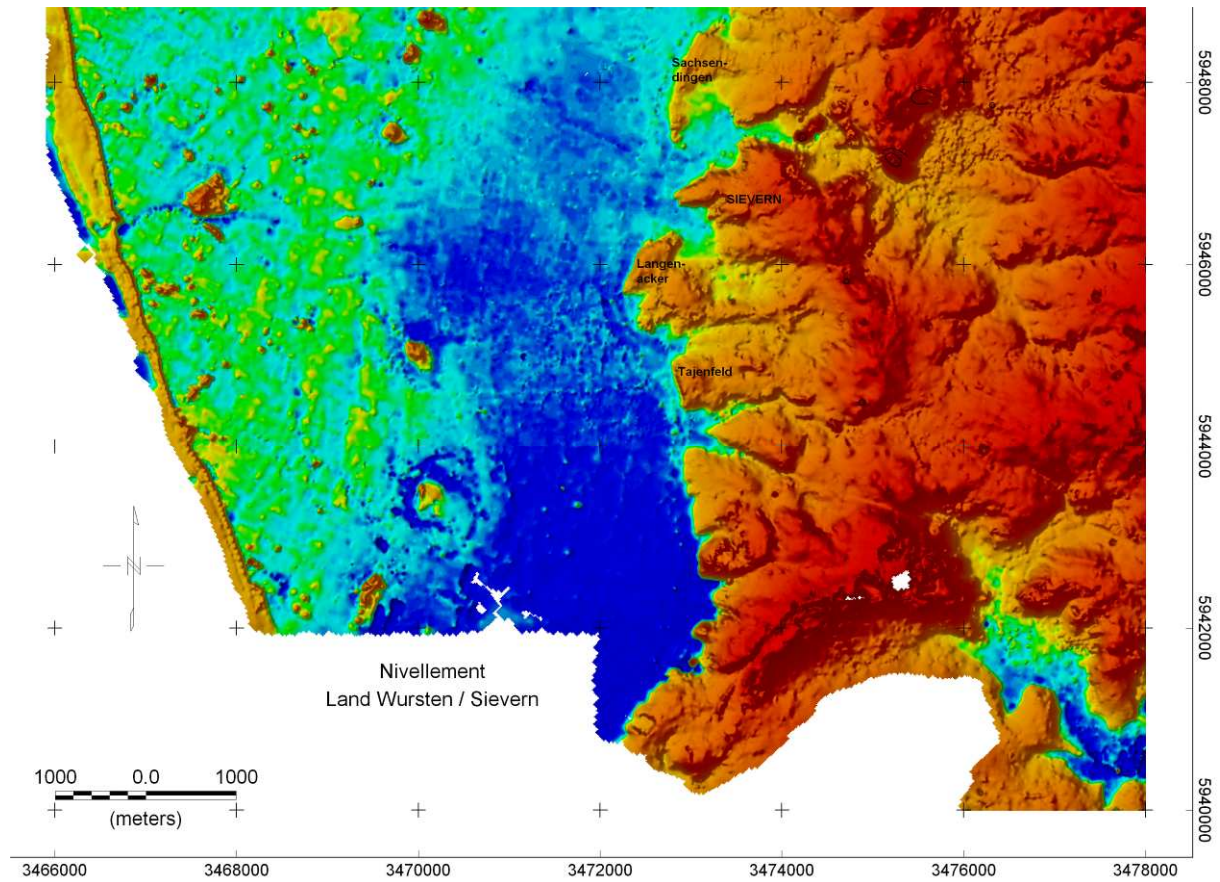 Sachsen-
dingen
5948000
SIEVERN
Langen-
acker
5946000
Tajenfeld
5944000
N
5942000
Nivellement
Land Wursten / Sievern
1000 0.0 1000
(meters)
5940000
3466000 3468000 3470000 3472000 3474000 3476000 3478000